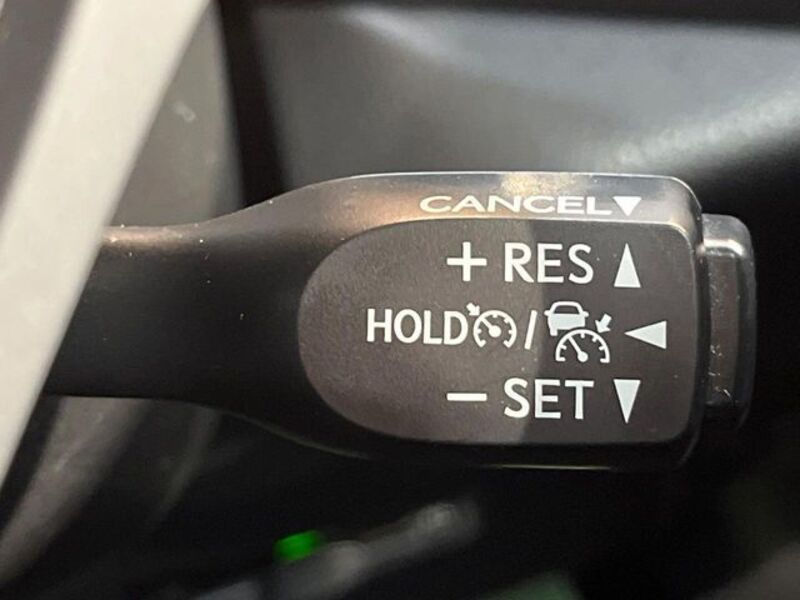 CANCEL▼
+ RES ▲
HOLD / ◀
− SET ▼